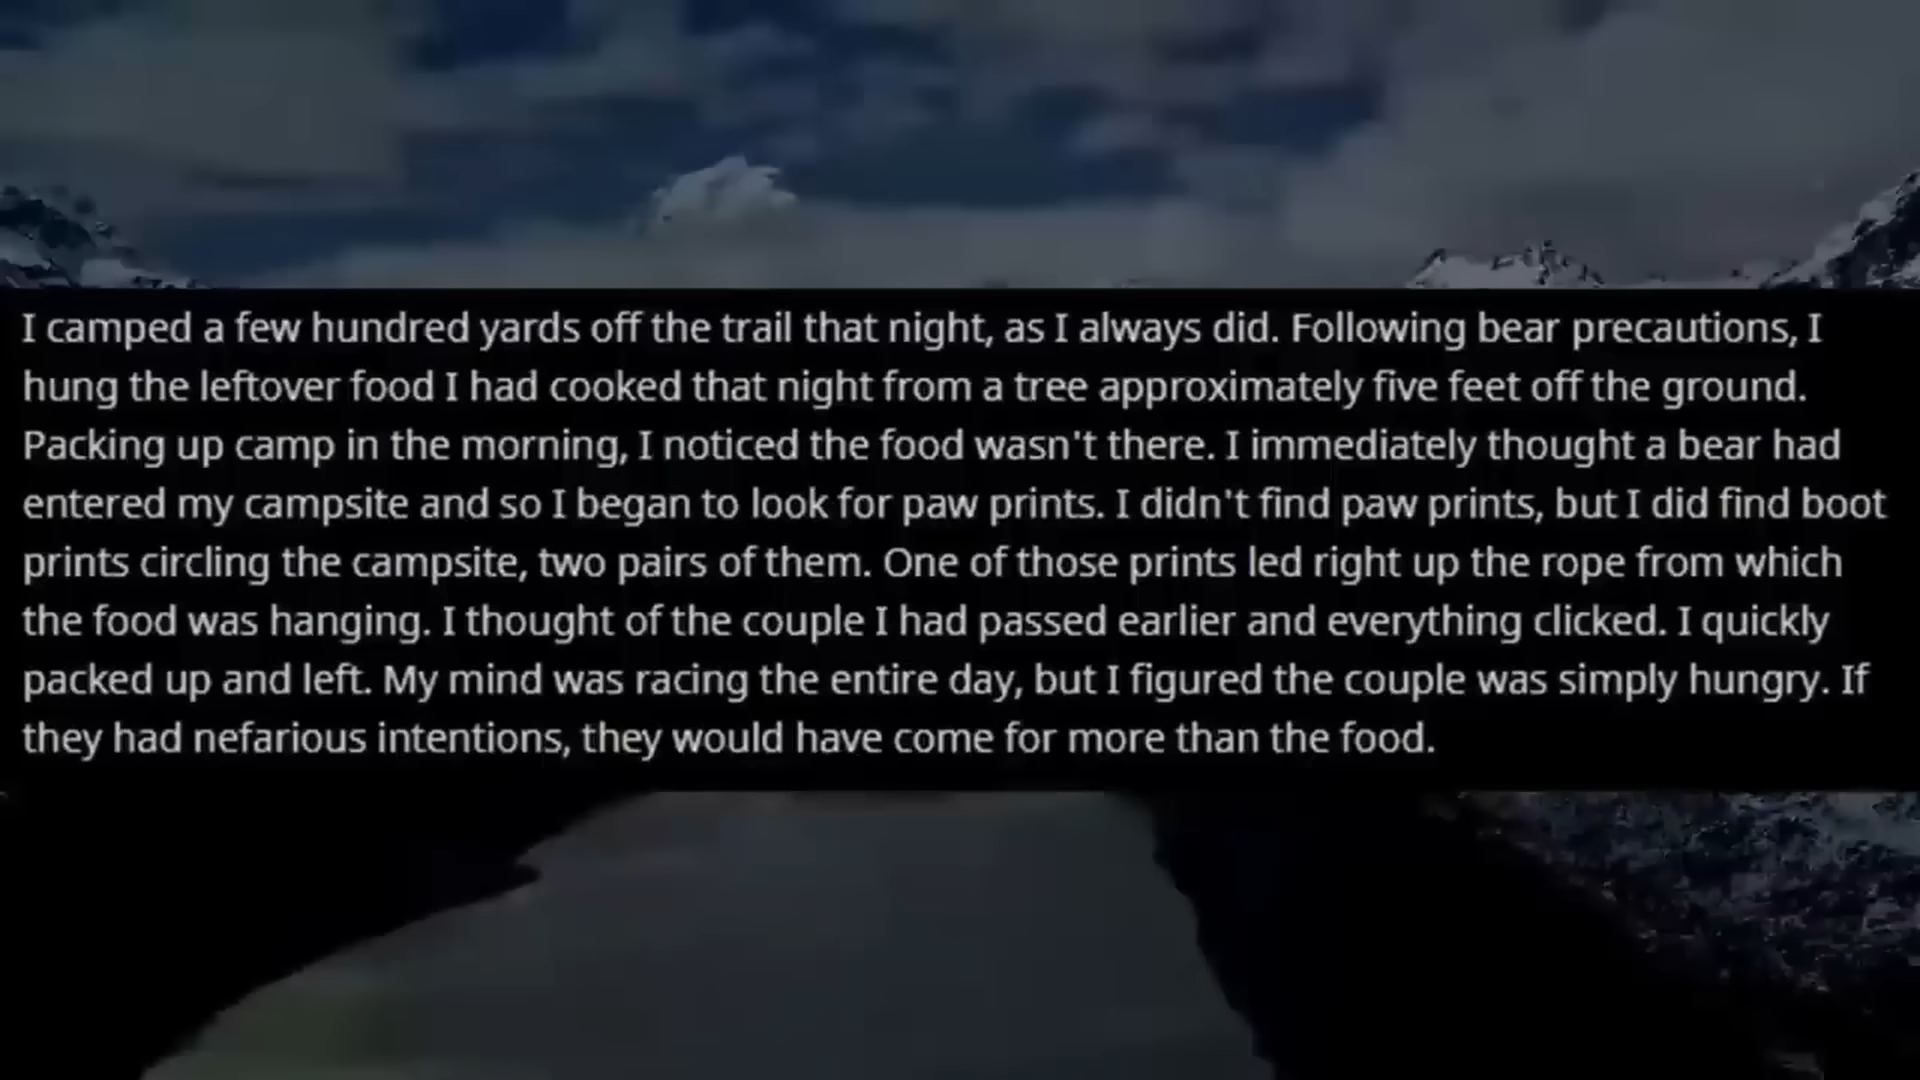 I camped a few hundred yards off the trail that night, as I always did. Following bear precautions, I
hung the leftover food I had cooked that night from a tree approximately five feet off the ground.
Packing up camp in the morning, I noticed the food wasn't there. I immediately thought a bear had
entered my campsite and so I began to look for paw prints. I didn't find paw prints, but I did find boot
prints circling the campsite, two pairs of them. One of those prints led right up the rope from which
the food was hanging. I thought of the couple I had passed earlier and everything clicked. I quickly
packed up and left. My mind was racing the entire day, but I figured the couple was simply hungry. If
they had nefarious intentions, they would have come for more than the food.